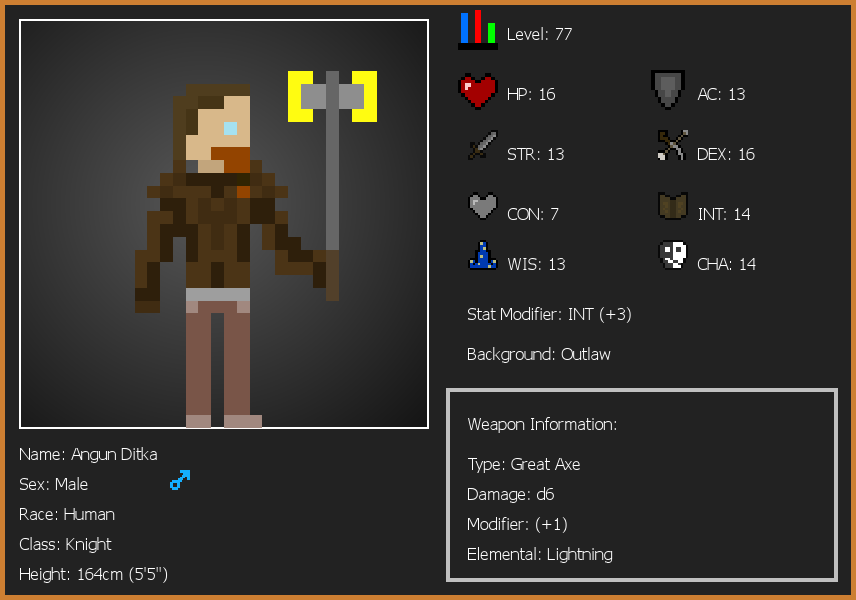 Level: 77
HP: 16
AC: 13
STR: 13
DEX: 16
CON: 7
INT: 14
WIS: 13
CHA: 14
Stat Modifier: INT (+3)
Background: Outlaw
Weapon Information:
Type: Great Axe
Damage: d6
Modifier: (+1)
Elemental: Lightning
Name: Angun Ditka
Sex: Male
Race: Human
Class: Knight
Height: 164cm (5'5")